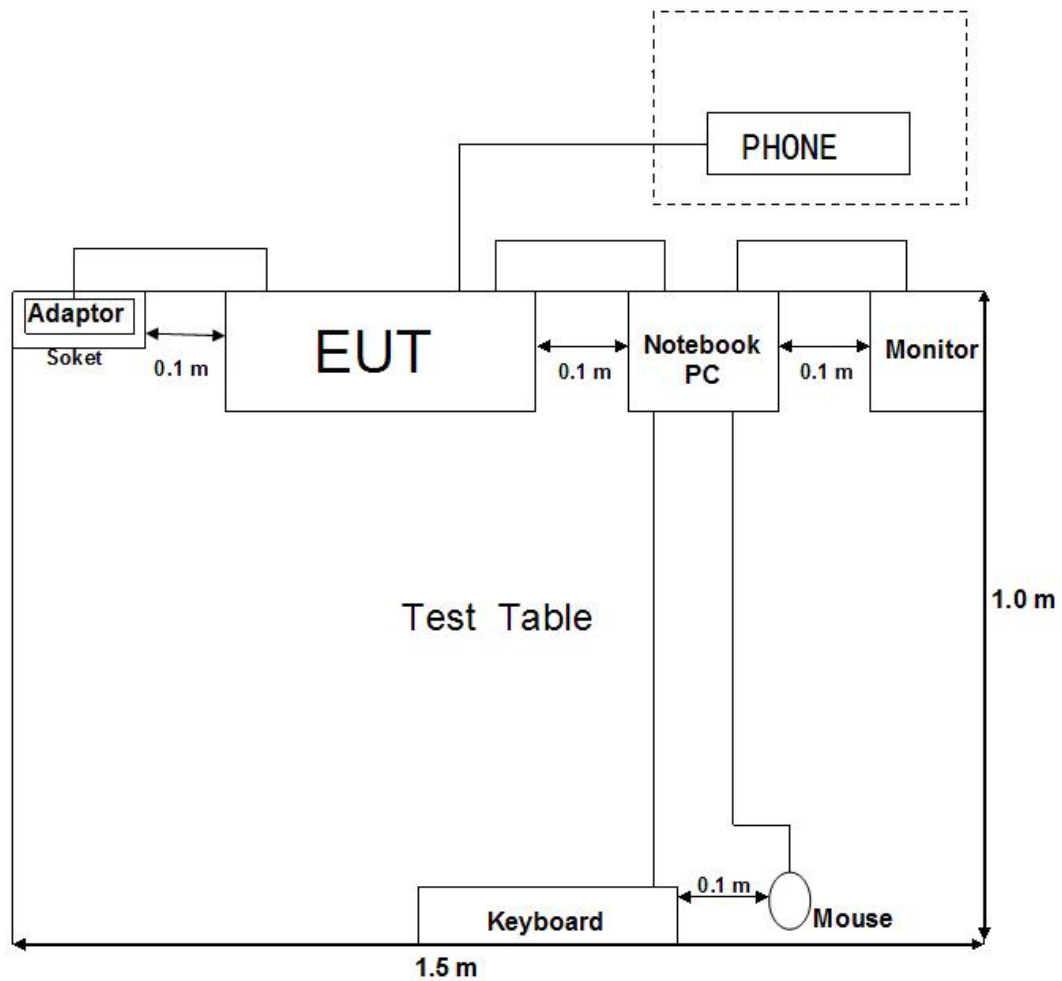 PHONE
Adaptor
Soket
0.1 m
EUT
0.1 m
Notebook
PC
0.1 m
Monitor
Test Table
1.0 m
0.1 m
Keyboard
Mouse
1.5 m